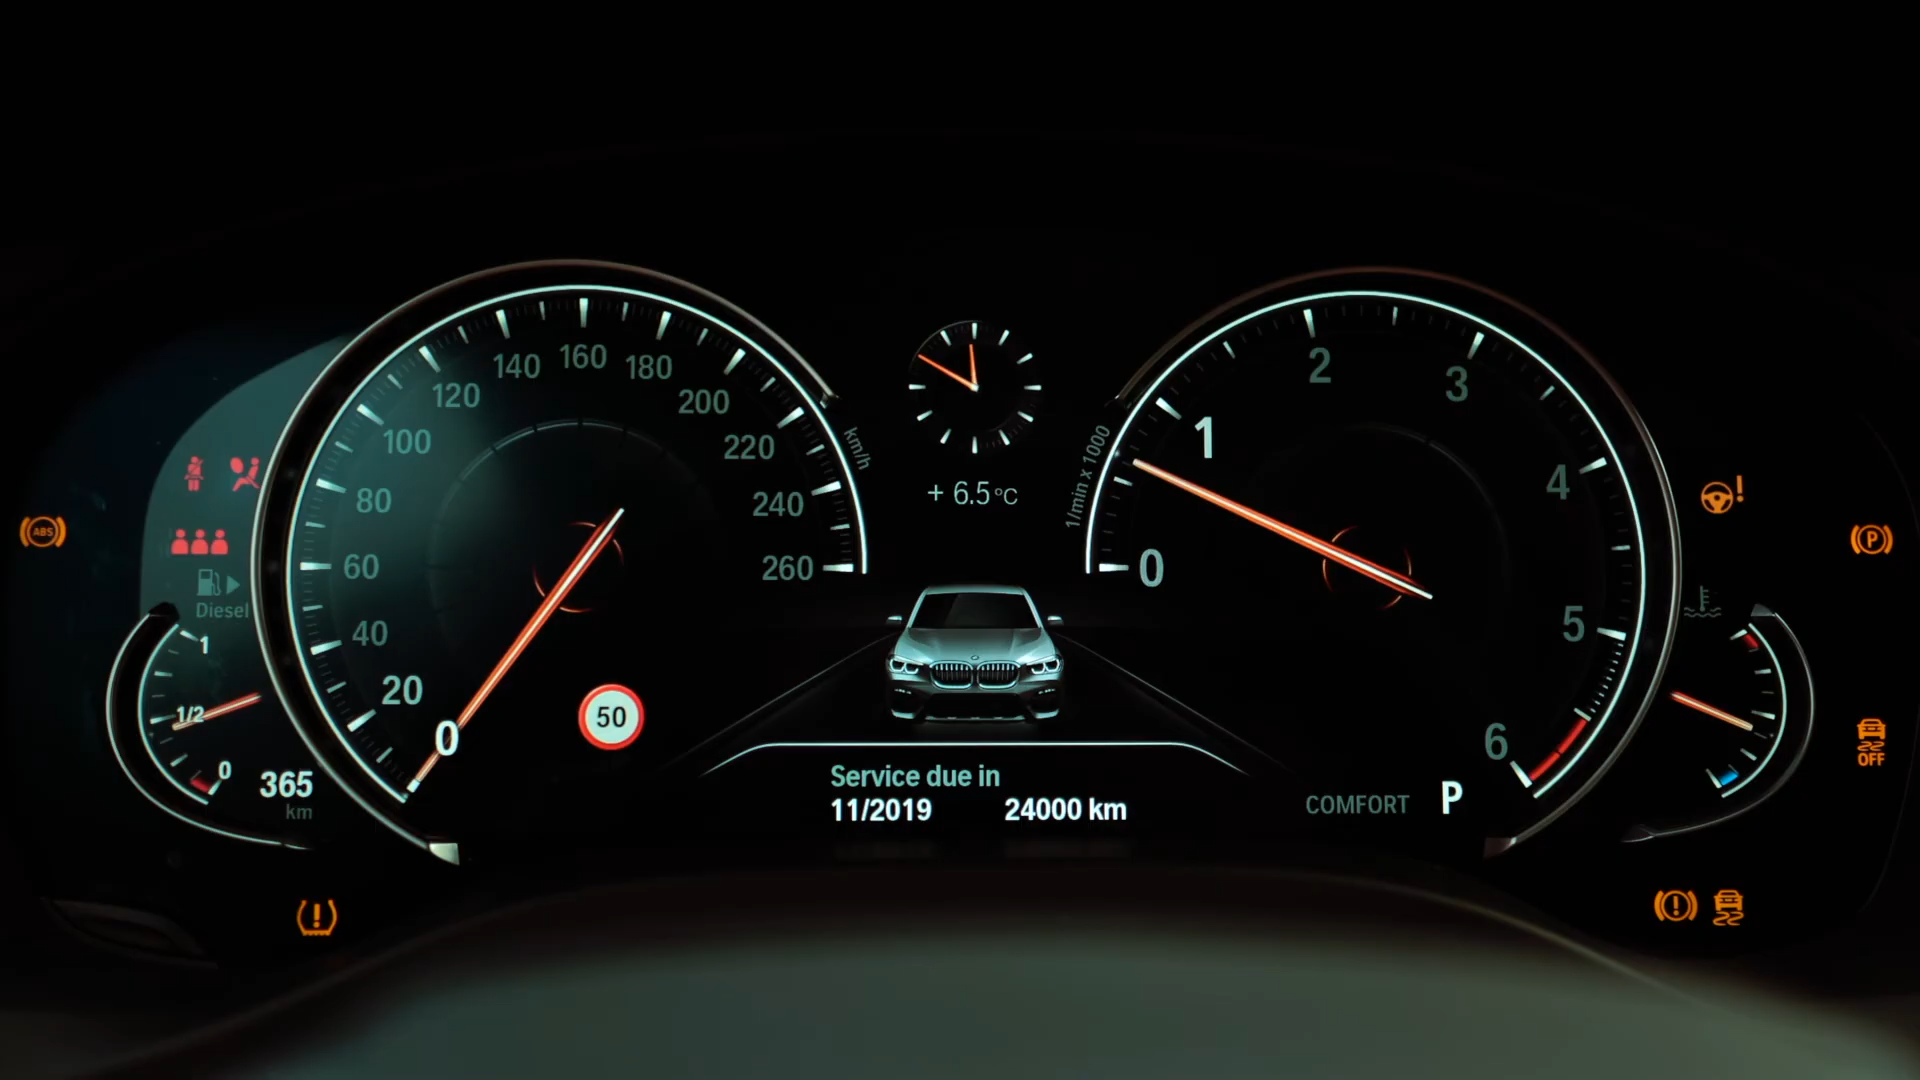 ABS
Diesel
1
1/2
0
365
km
0
20
40
60
80
100
120
140
160
180
200
220
240
260
km/h
50
+ 6.5 °C
Service due in
11/2019 24000 km
1/min x 1000
0
1
2
3
4
5
6
COMFORT P
P
OFF